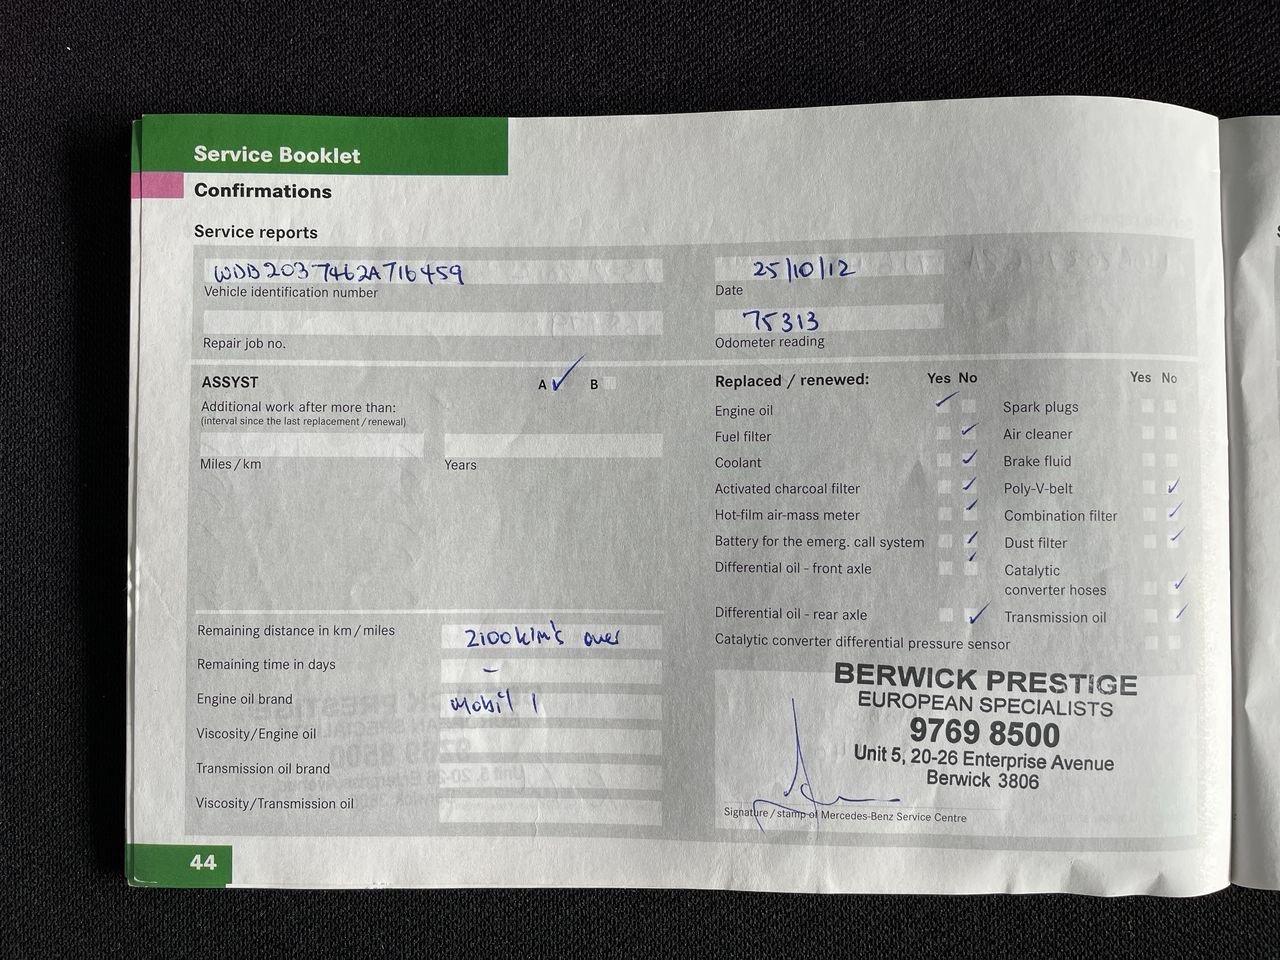 Service Booklet
Confirmations
Service reports
WDB2037462A716459
Vehicle identification number
Repair job no.
25/10/12
Date
75313
Odometer reading
ASSYST
A ✓ B
Additional work after more than:
(interval since the last replacement / renewal)
Miles / km
Years
Remaining distance in km / miles
2100klm's over
Remaining time in days
–
Engine oil brand
Mobil 1
Viscosity/Engine oil
Transmission oil brand
Viscosity/Transmission oil
Replaced / renewed: Yes No
Engine oil
Fuel filter
Coolant
Activated charcoal filter
Hot-film air-mass meter
Battery for the emerg. call system
Differential oil - front axle
Differential oil - rear axle
Catalytic converter differential pressure sensor
Yes No
Spark plugs
Air cleaner
Brake fluid
Poly-V-belt
Combination filter
Dust filter
Catalytic
converter hoses
Transmission oil
BERWICK PRESTIGE
EUROPEAN SPECIALISTS
9769 8500
Unit 5, 20-26 Enterprise Avenue
Berwick 3806
Signature / stamp of Mercedes-Benz Service Centre
44